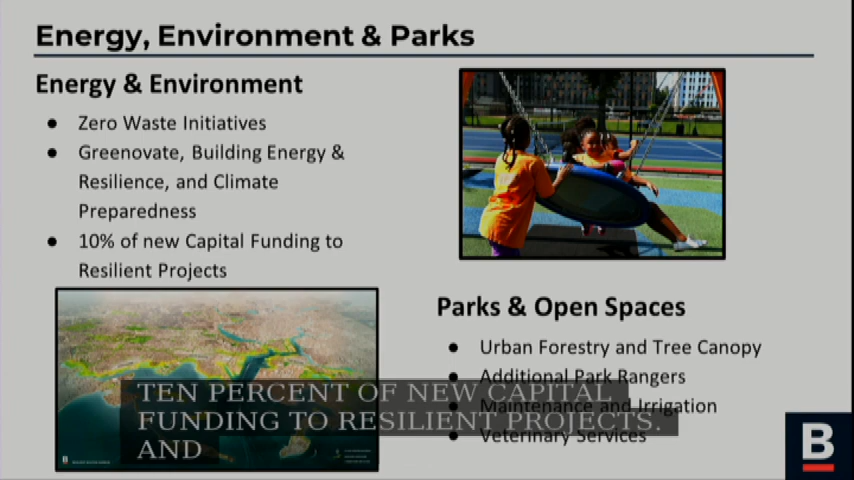 Energy, Environment & Parks
Energy & Environment
● Zero Waste Initiatives
● Greenovate, Building Energy &
Resilience, and Climate
Preparedness
● 10% of new Capital Funding to
Resilient Projects
Parks & Open Spaces
● Urban Forestry and Tree Canopy
● Additional Park Rangers
● Maintenance and Irrigation
● Veterinary Services
TEN PERCENT OF NEW CAPITAL
FUNDING TO RESILIENT PROJECTS.
AND
B